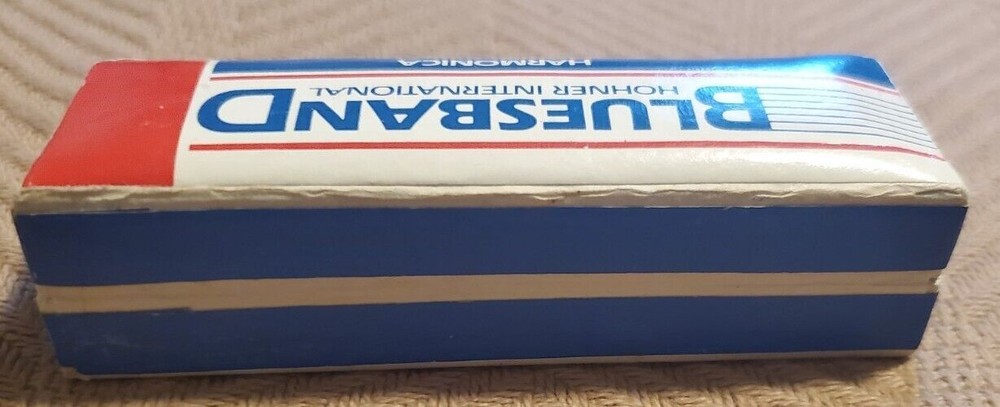 BLUESBAND
HOHNER INTERNATIONAL
HARMONICA